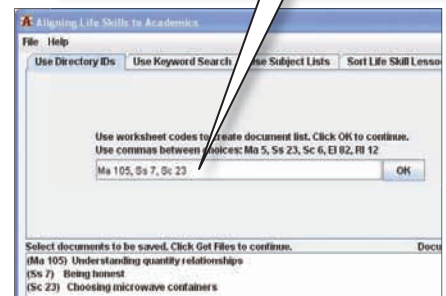 Aligning Life Skills to Academics
File Help
Use Directory IDs Use Keyword Search Use Subject Lists Sort Life Skill Lesso
Use worksheet codes to create document list. Click OK to continue.
Use commas between choices: Ma 5, Ss 23, Sc 6, El 82, Rl 12
Ma 105, Ss 7, Sc 23 OK
Select documents to be saved. Click Get Files to continue. Docu
(Ma 105) Understanding quantity relationships
(Ss 7) Being honest
(Sc 23) Choosing microwave containers